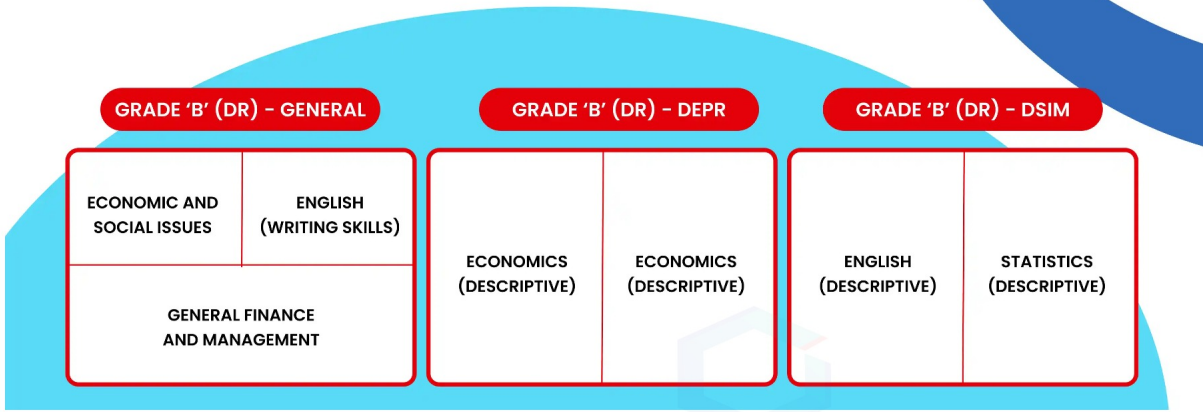 GRADE ‘B’ (DR) - GENERAL
ECONOMIC AND
SOCIAL ISSUES
ENGLISH
(WRITING SKILLS)
GENERAL FINANCE
AND MANAGEMENT
GRADE ‘B’ (DR) - DEPR
ECONOMICS
(DESCRIPTIVE)
ECONOMICS
(DESCRIPTIVE)
GRADE ‘B’ (DR) - DSIM
ENGLISH
(DESCRIPTIVE)
STATISTICS
(DESCRIPTIVE)